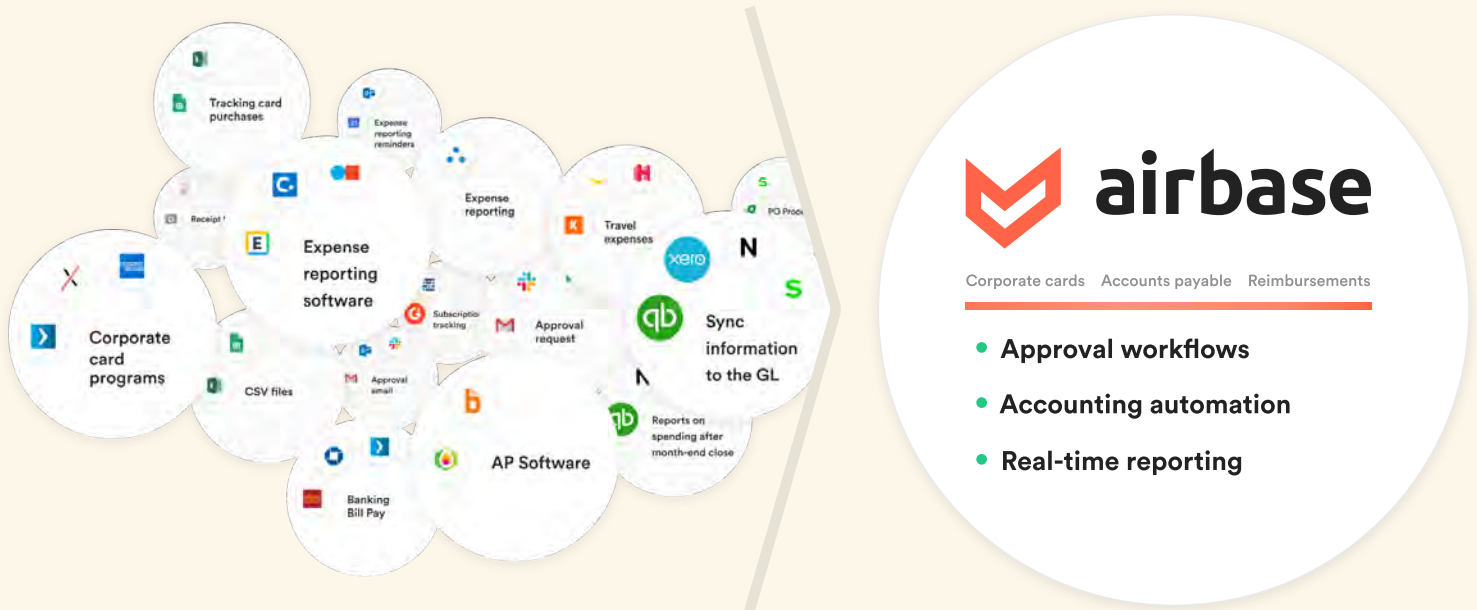 Tracking card
purchases
Expense
reporting
reminders
Receipt
Expense
reporting
software
Expense
reporting
Travel
expenses
xero
N
S
PO
Corporate
card
programs
CSV files
Subscription
tracking
Approval
request
Approval
email
qb
Sync
information
to the GL
Reports on
spending after
month-end close
AP Software
Banking
Bill Pay
airbase
Corporate cards Accounts payable Reimbursements
Approval workflows
Accounting automation
Real-time reporting